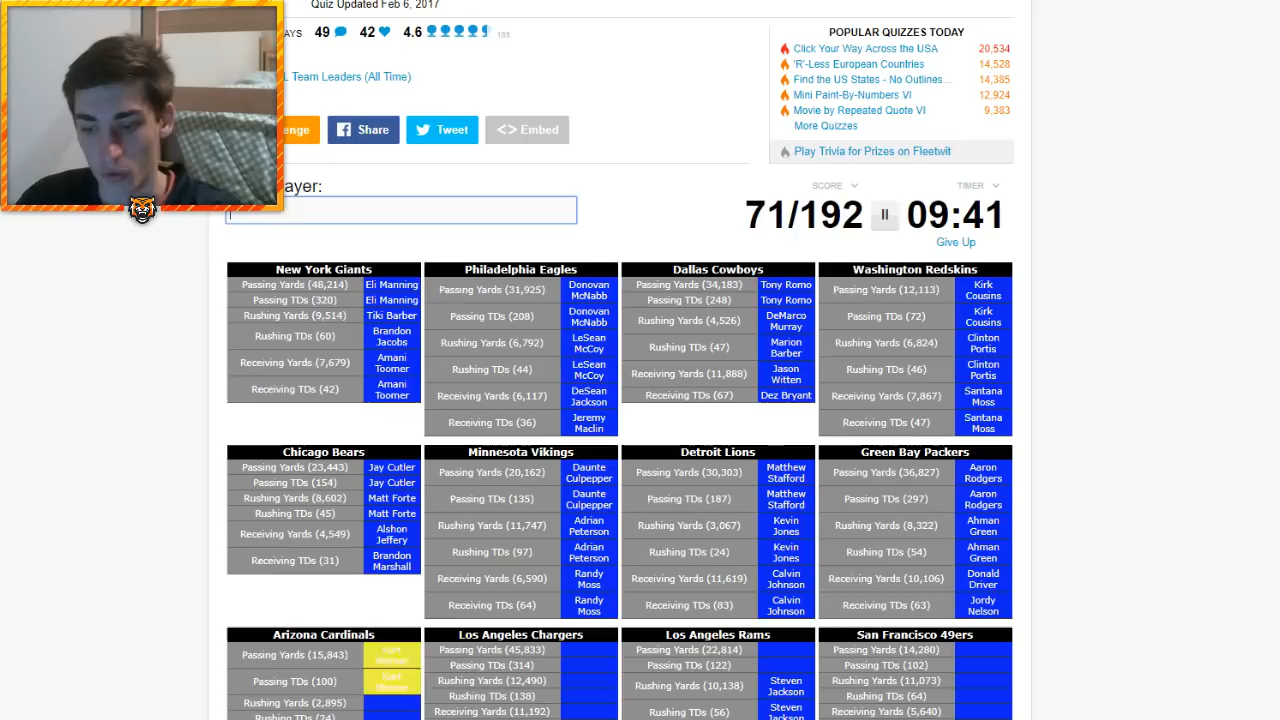 Quiz Updated Feb 6, 2017
AYS 49 42 4.6 103
L Team Leaders (All Time)
enge Share Tweet <> Embed
POPULAR QUIZZES TODAY
Click Your Way Across the USA 20,534
'R'-Less European Countries 14,528
Find the US States - No Outlines... 14,385
Mini Paint-By-Numbers VI 12,924
Movie by Repeated Quote VI 9,383
More Quizzes
Play Trivia for Prizes on Fleetwit
ayer:
SCORE TIMER
71/192 09:41
Give Up
New York Giants
Passing Yards (48,214) Eli Manning
Passing TDs (320) Eli Manning
Rushing Yards (9,514) Tiki Barber
Rushing TDs (60) Brandon Jacobs
Receiving Yards (7,679) Amani Toomer
Receiving TDs (42) Amani Toomer
Philadelphia Eagles
Passing Yards (31,925) Donovan McNabb
Passing TDs (208) Donovan McNabb
Rushing Yards (6,792) LeSean McCoy
Rushing TDs (44) LeSean McCoy
Receiving Yards (6,117) DeSean Jackson
Receiving TDs (36) Jeremy Maclin
Dallas Cowboys
Passing Yards (34,183) Tony Romo
Passing TDs (248) Tony Romo
Rushing Yards (4,526) DeMarco Murray
Rushing TDs (47) Marion Barber
Receiving Yards (11,888) Jason Witten
Receiving TDs (67) Dez Bryant
Washington Redskins
Passing Yards (12,113) Kirk Cousins
Passing TDs (72) Kirk Cousins
Rushing Yards (6,824) Clinton Portis
Rushing TDs (46) Clinton Portis
Receiving Yards (7,867) Santana Moss
Receiving TDs (47) Santana Moss
Chicago Bears
Passing Yards (23,443) Jay Cutler
Passing TDs (154) Jay Cutler
Rushing Yards (8,602) Matt Forte
Rushing TDs (45) Matt Forte
Receiving Yards (4,549) Alshon Jeffery
Receiving TDs (31) Brandon Marshall
Minnesota Vikings
Passing Yards (20,162) Daunte Culpepper
Passing TDs (135) Daunte Culpepper
Rushing Yards (11,747) Adrian Peterson
Rushing TDs (97) Adrian Peterson
Receiving Yards (6,590) Randy Moss
Receiving TDs (64) Randy Moss
Detroit Lions
Passing Yards (30,303) Matthew Stafford
Passing TDs (187) Matthew Stafford
Rushing Yards (3,067) Kevin Jones
Rushing TDs (24) Kevin Jones
Receiving Yards (11,619) Calvin Johnson
Receiving TDs (83) Calvin Johnson
Green Bay Packers
Passing Yards (36,827) Aaron Rodgers
Passing TDs (297) Aaron Rodgers
Rushing Yards (8,322) Ahman Green
Rushing TDs (54) Ahman Green
Receiving Yards (10,106) Donald Driver
Receiving TDs (63) Jordy Nelson
Arizona Cardinals
Passing Yards (15,843)
Passing TDs (100)
Rushing Yards (2,895)
Rushing TDs (24)
Los Angeles Chargers
Passing Yards (45,833)
Passing TDs (314)
Rushing Yards (12,490)
Rushing TDs (138)
Receiving Yards (11,192)
Los Angeles Rams
Passing Yards (22,814)
Passing TDs (122)
Rushing Yards (10,138) Steven Jackson
Rushing TDs (56) Steven Jackson
San Francisco 49ers
Passing Yards (14,280)
Passing TDs (102)
Rushing Yards (11,073)
Rushing TDs (64)
Receiving Yards (5,640)